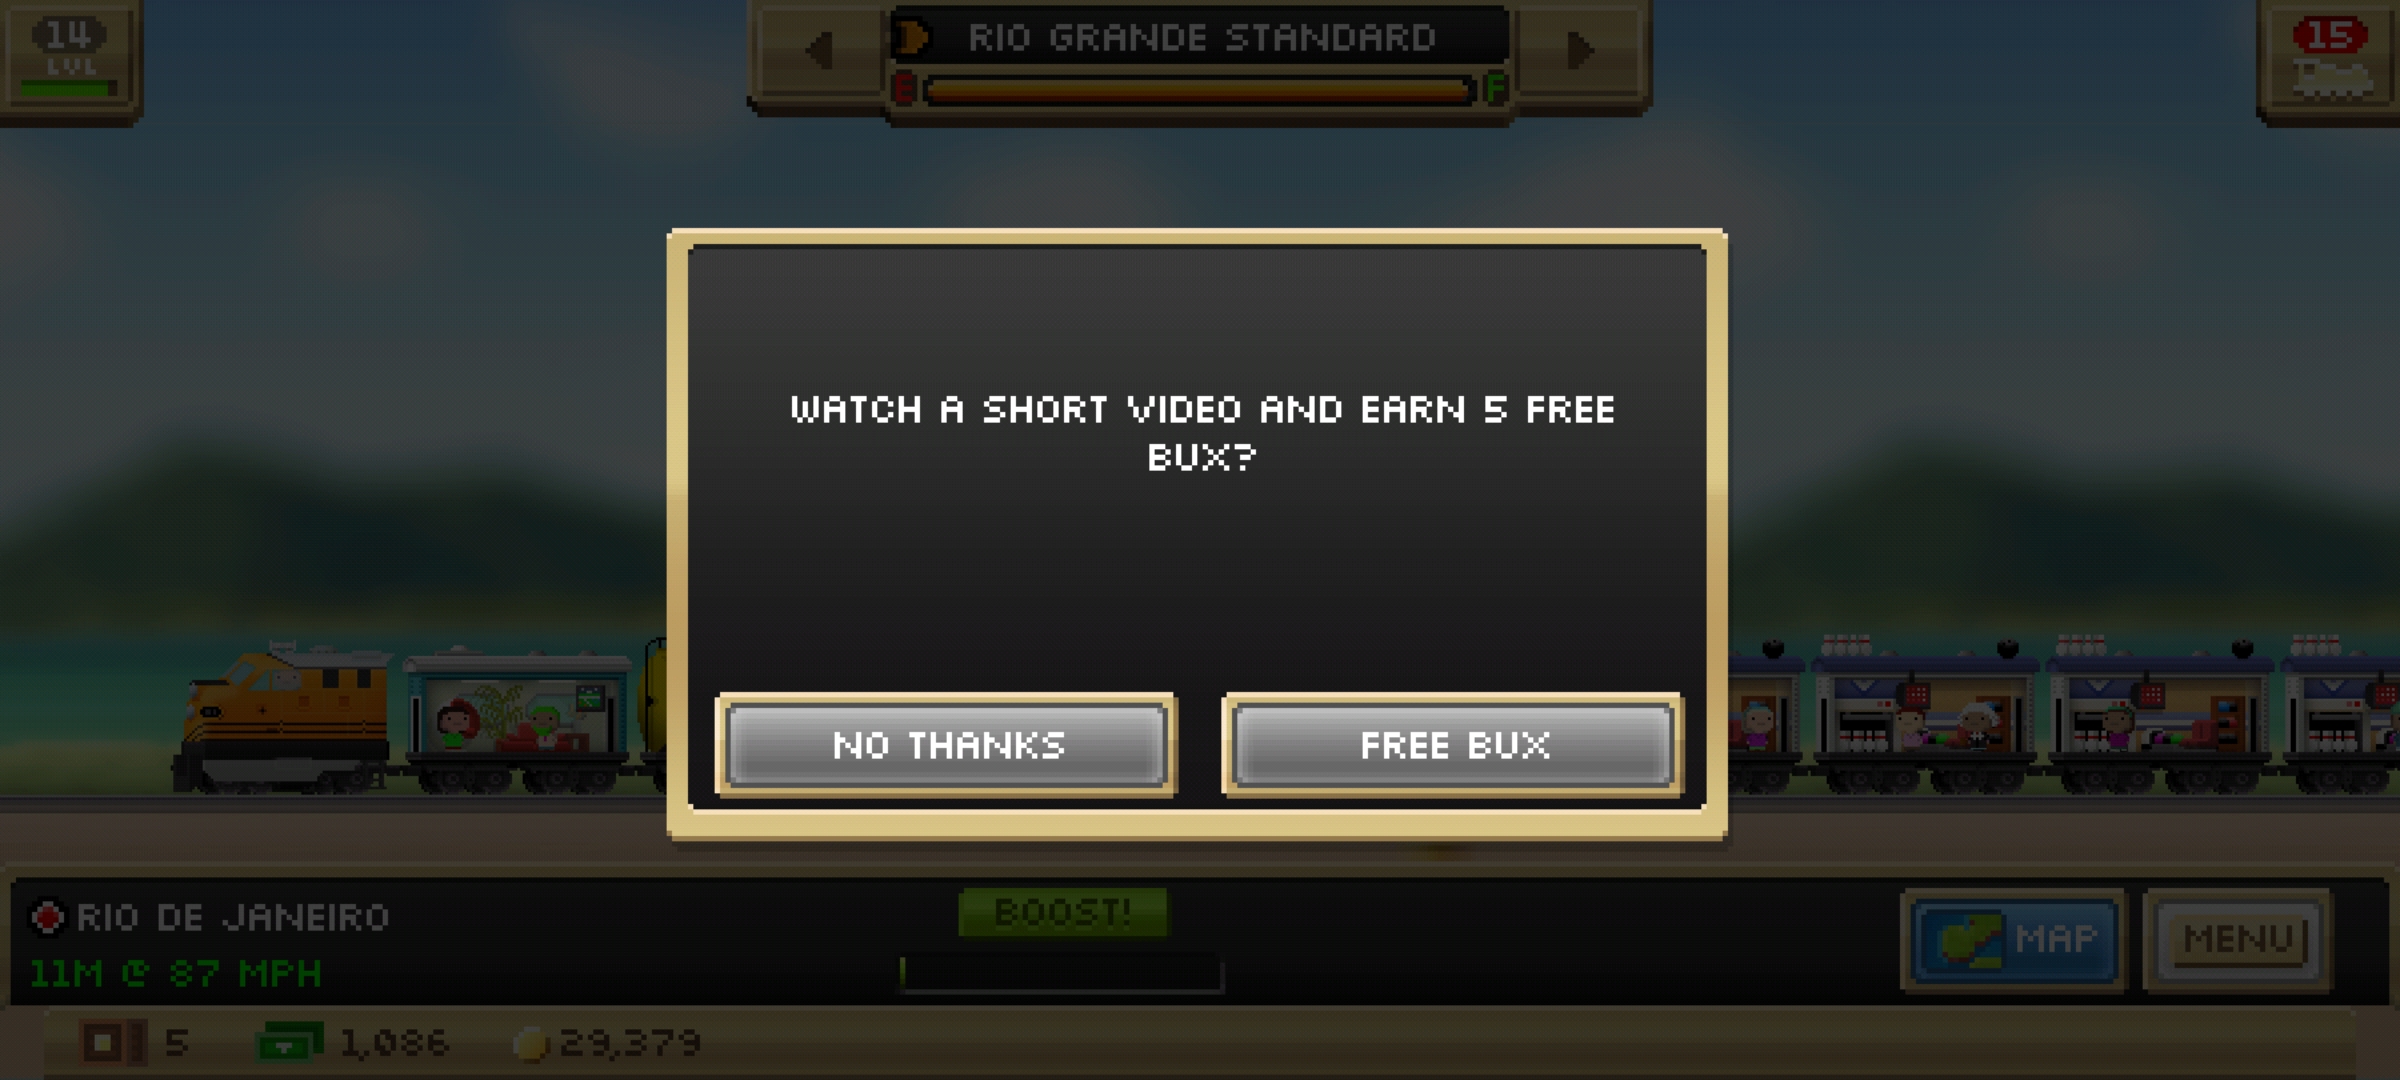 14
LVL
RIO GRANDE STANDARD
E
F
15
WATCH A SHORT VIDEO AND EARN 5 FREE
BUX?
NO THANKS
FREE BUX
RIO DE JANEIRO
11M @ 87 MPH
BOOST!
MAP
MENU
5
1,086
29,379